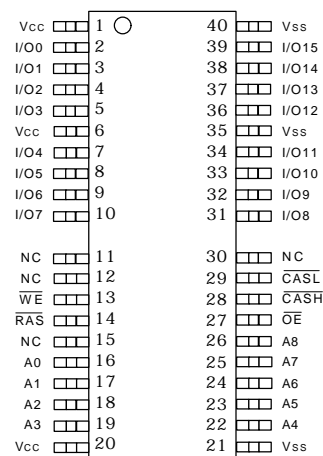 Vcc 1 40 Vss
I/O0 2 39 I/O15
I/O1 3 38 I/O14
I/O2 4 37 I/O13
I/O3 5 36 I/O12
Vcc 6 35 Vss
I/O4 7 34 I/O11
I/O5 8 33 I/O10
I/O6 9 32 I/O9
I/O7 10 31 I/O8
NC 11 30 NC
NC 12 29 CASL
WE 13 28 CASH
RAS 14 27 OE
NC 15 26 A8
A0 16 25 A7
A1 17 24 A6
A2 18 23 A5
A3 19 22 A4
Vcc 20 21 Vss